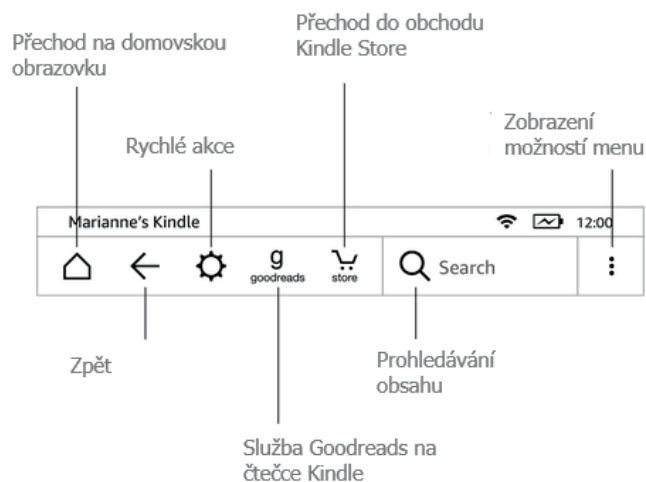 Přechod do obchodu
Kindle Store
Přechod na domovskou
obrazovku
Zobrazení
možností menu
Rychlé akce
Marianne's Kindle
12:00
g
goodreads
store
Search
Zpět
Prohledávání
obsahu
Služba Goodreads na
čtečce Kindle